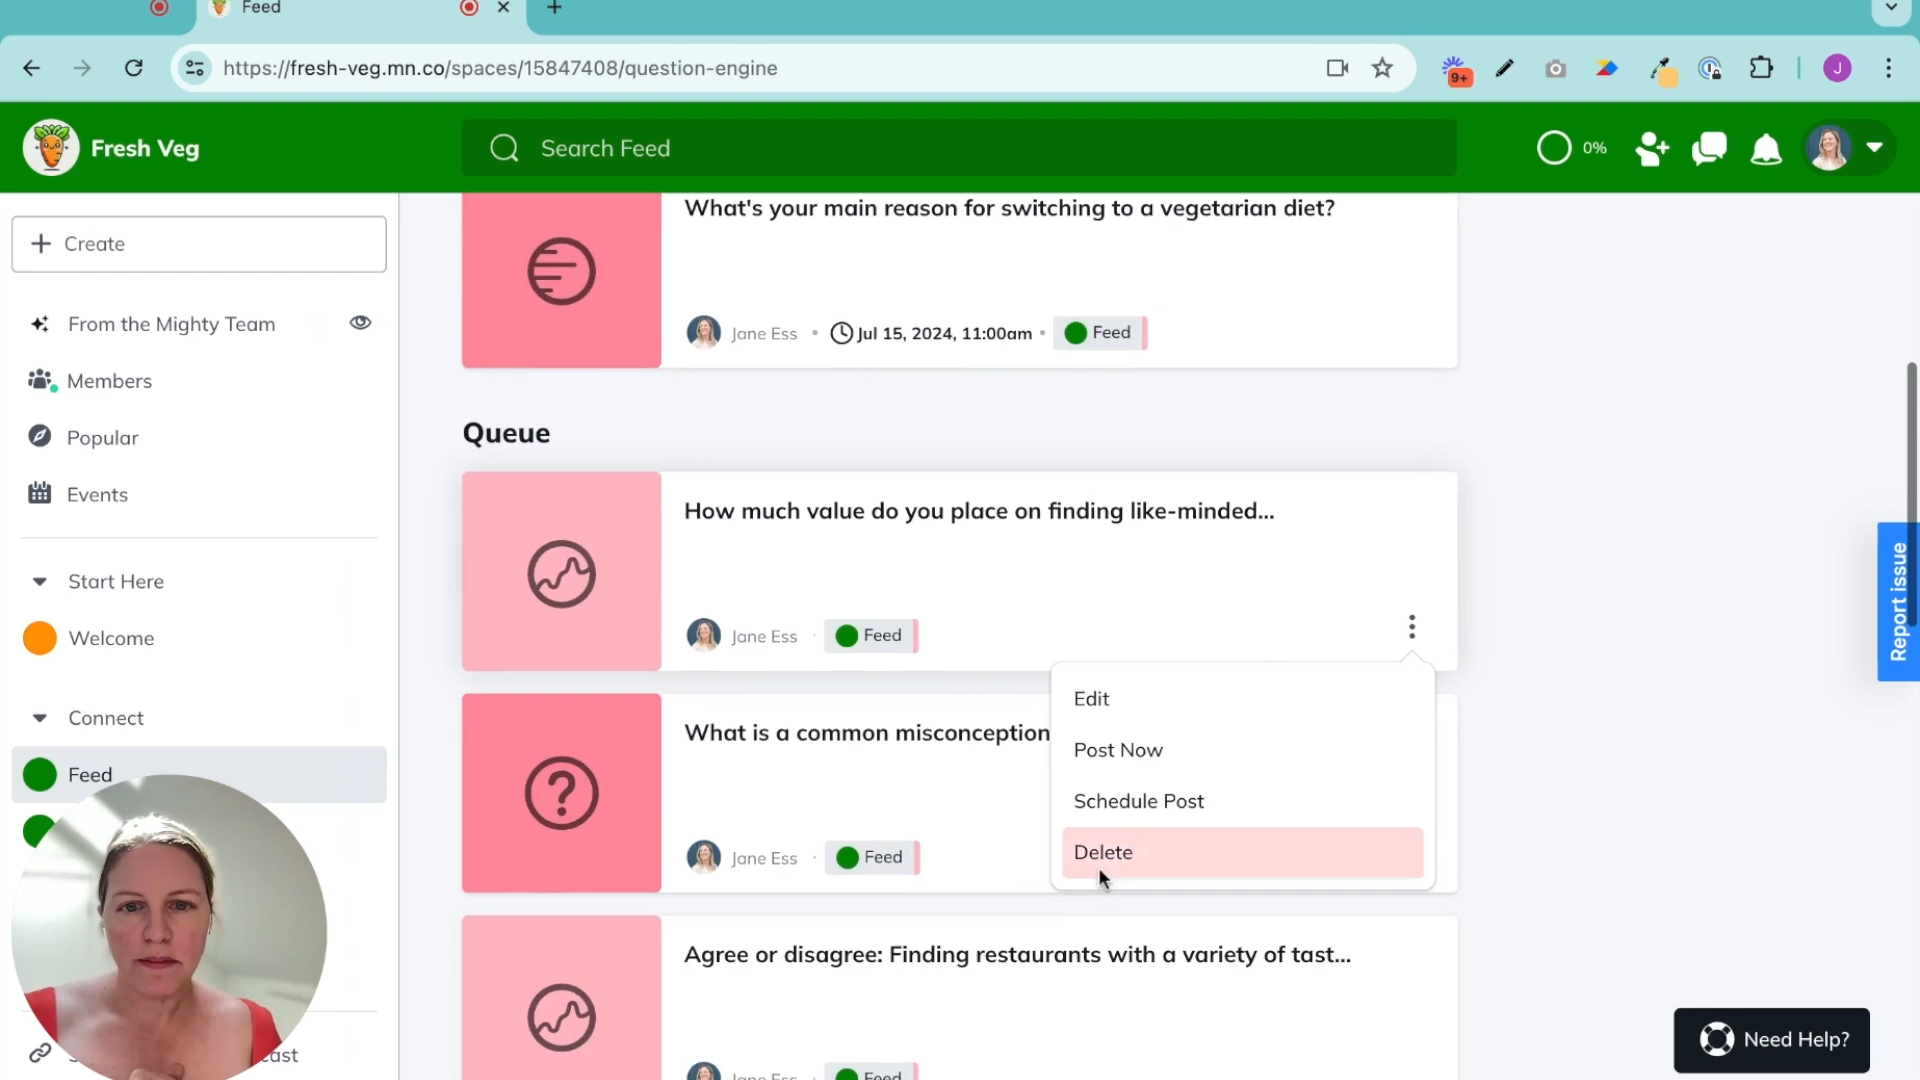 Feed
https://fresh-veg.mn.co/spaces/15847408/question-engine
9+
J
Fresh Veg
Search Feed
0%
Create
From the Mighty Team
Members
Popular
Events
Start Here
Welcome
Connect
Feed
What's your main reason for switching to a vegetarian diet?
Jane Ess • Jul 15, 2024, 11:00am • Feed
Queue
How much value do you place on finding like-minded...
Jane Ess · Feed
Edit
Post Now
Schedule Post
Delete
What is a common misconception
Jane Ess · Feed
Agree or disagree: Finding restaurants with a variety of tast...
Jane Ess Feed
Report issue
Need Help?